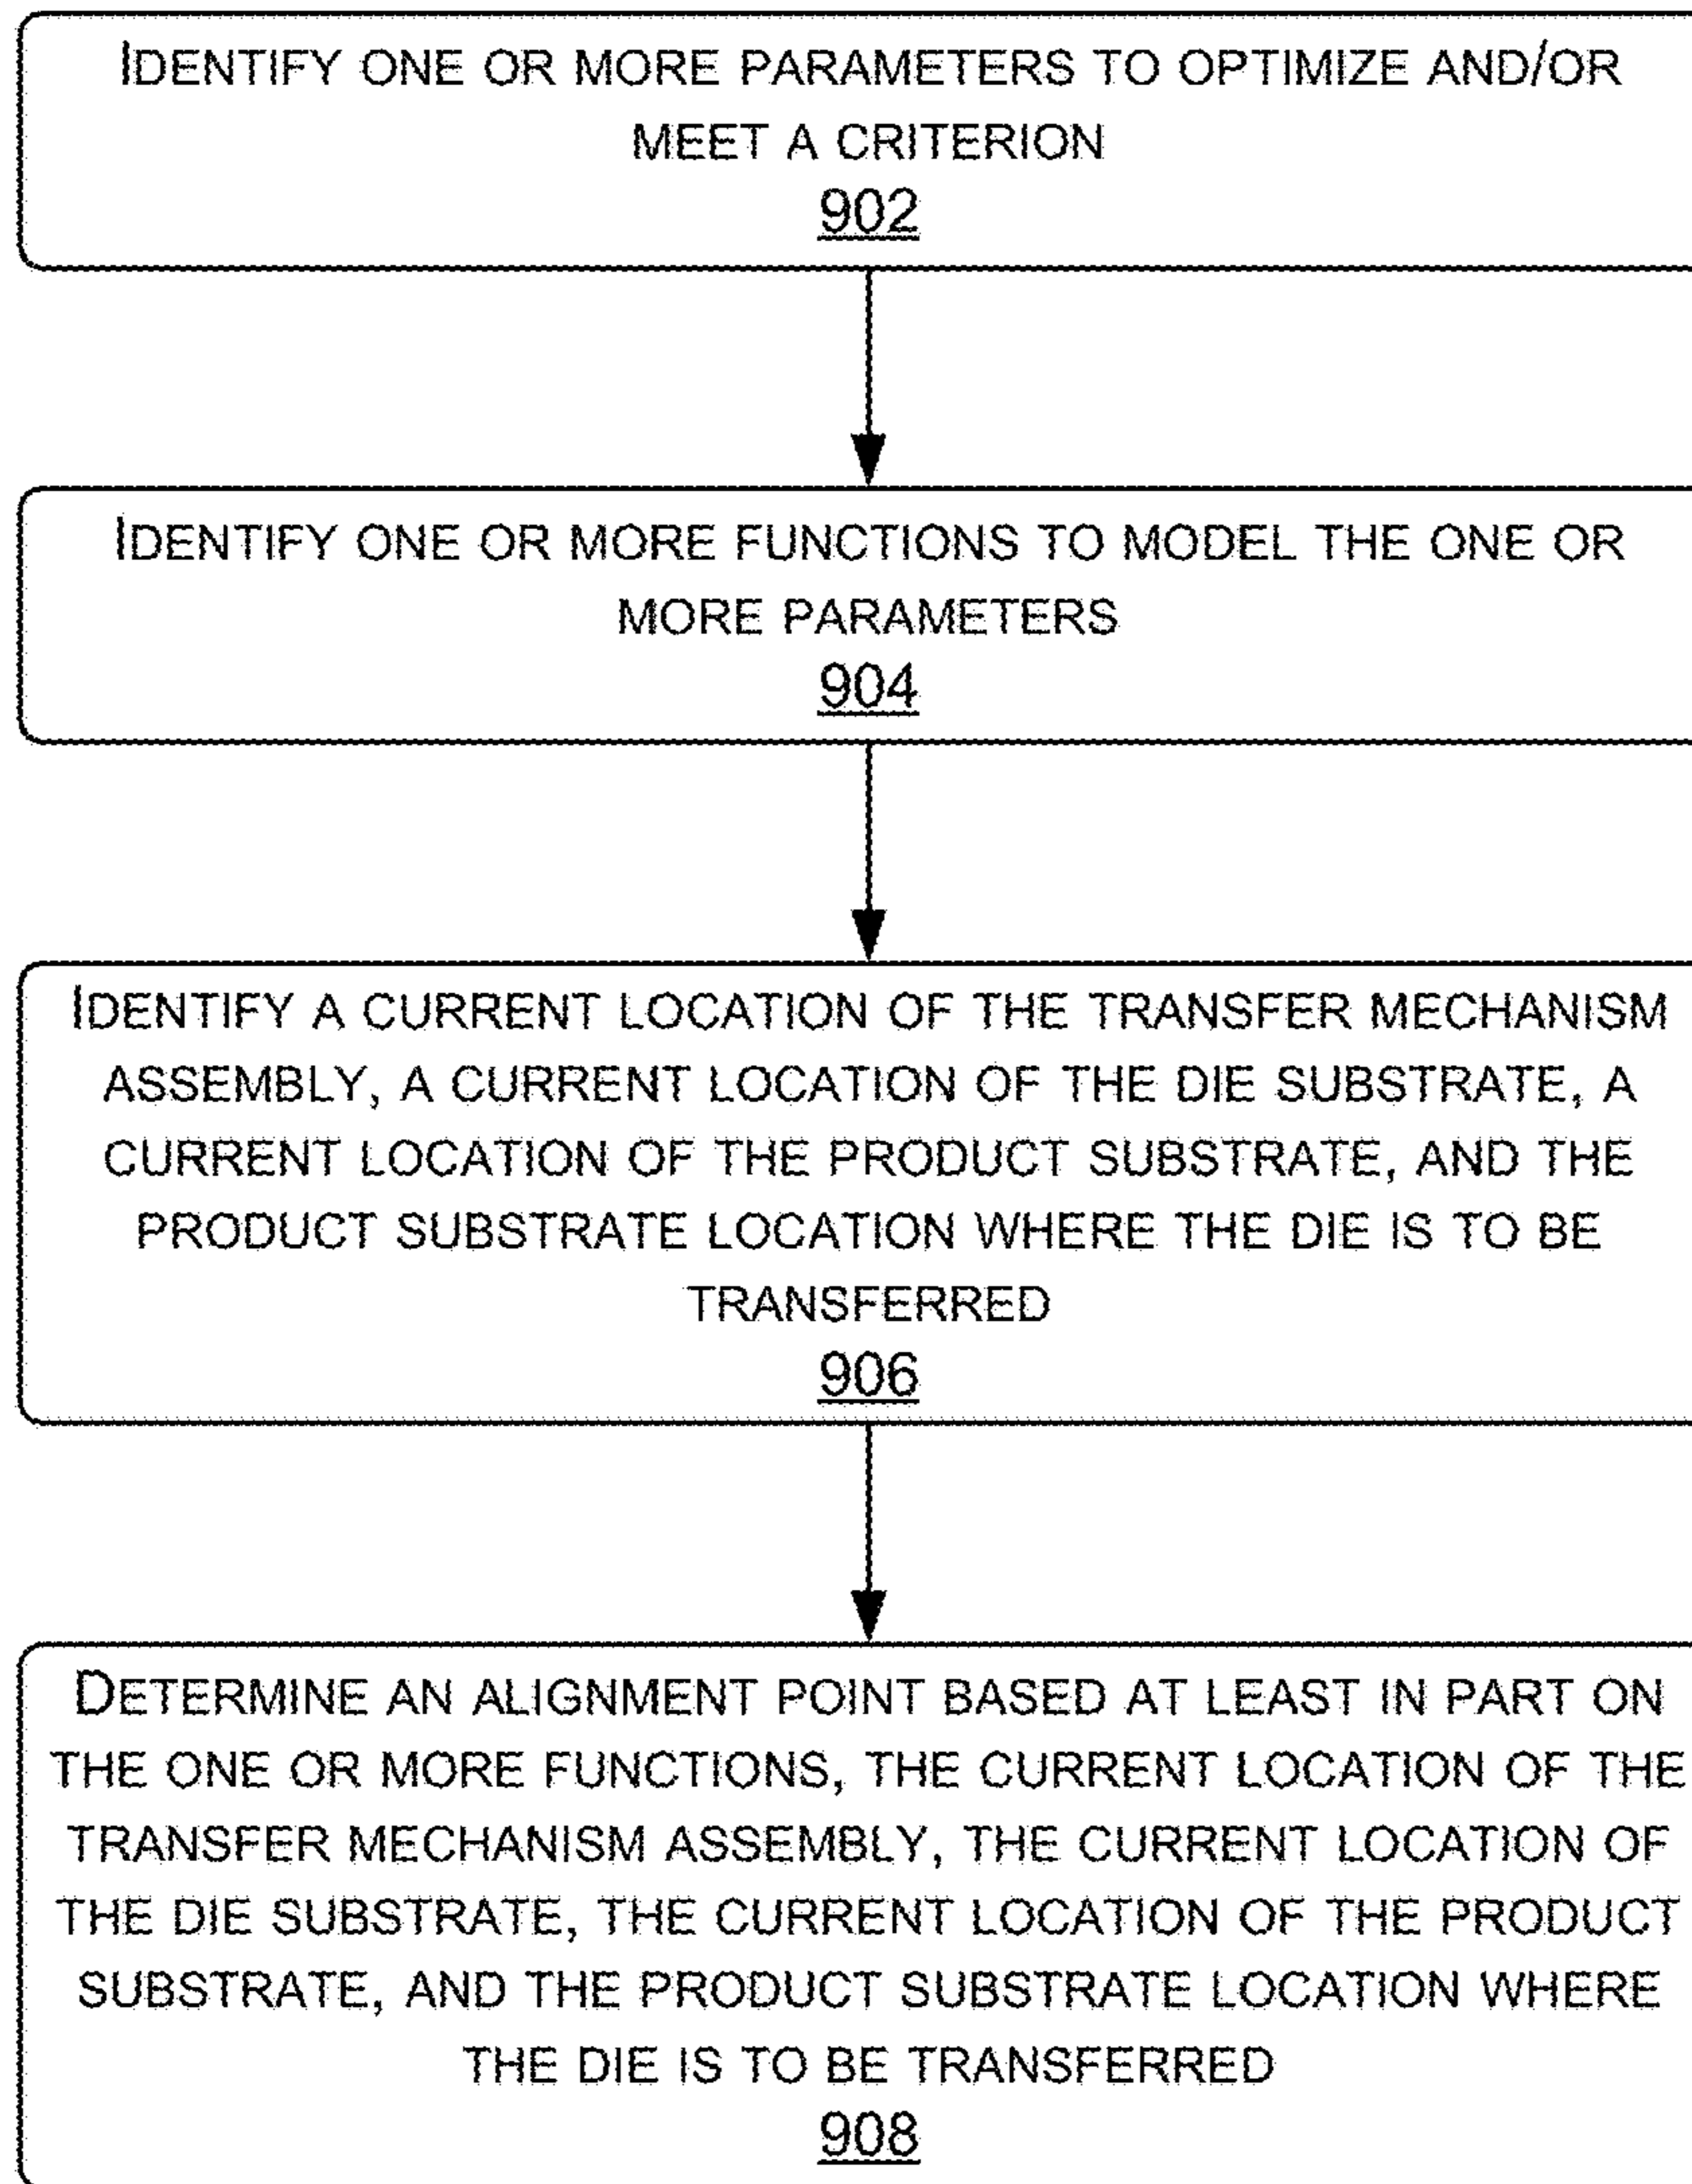 IDENTIFY ONE OR MORE PARAMETERS TO OPTIMIZE AND/OR
MEET A CRITERION
902
IDENTIFY ONE OR MORE FUNCTIONS TO MODEL THE ONE OR
MORE PARAMETERS
904
IDENTIFY A CURRENT LOCATION OF THE TRANSFER MECHANISM
ASSEMBLY, A CURRENT LOCATION OF THE DIE SUBSTRATE, A
CURRENT LOCATION OF THE PRODUCT SUBSTRATE, AND THE
PRODUCT SUBSTRATE LOCATION WHERE THE DIE IS TO BE
TRANSFERRED
906
DETERMINE AN ALIGNMENT POINT BASED AT LEAST IN PART ON
THE ONE OR MORE FUNCTIONS, THE CURRENT LOCATION OF THE
TRANSFER MECHANISM ASSEMBLY, THE CURRENT LOCATION OF
THE DIE SUBSTRATE, THE CURRENT LOCATION OF THE PRODUCT
SUBSTRATE, AND THE PRODUCT SUBSTRATE LOCATION WHERE
THE DIE IS TO BE TRANSFERRED
908